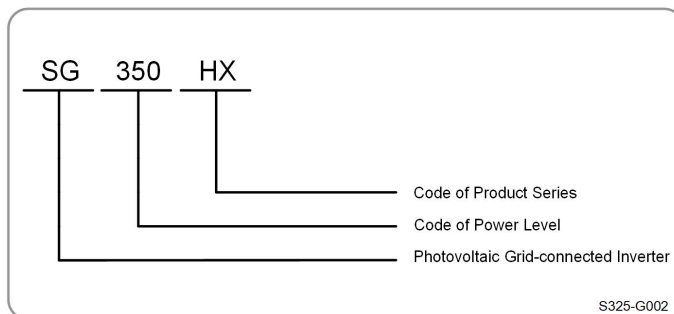 SG 350 HX
Code of Product Series
Code of Power Level
Photovoltaic Grid-connected Inverter
S325-G002